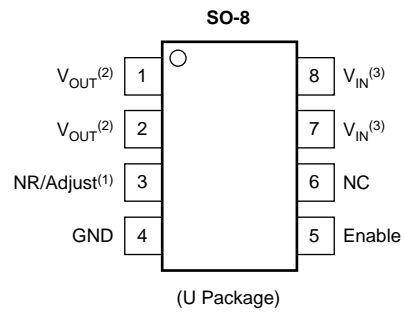 SO-8
V_OUT(2) 1 8 V_IN(3)
V_OUT(2) 2 7 V_IN(3)
NR/Adjust(1) 3 6 NC
GND 4 5 Enable
(U Package)